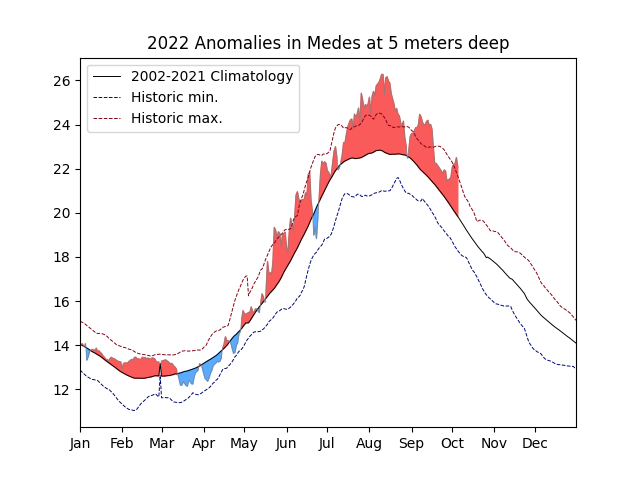 2022 Anomalies in Medes at 5 meters deep
2002-2021 Climatology
Historic min.
Historic max.
26
24
22
20
18
16
14
12
Jan Feb Mar Apr May Jun Jul Aug Sep Oct Nov Dec